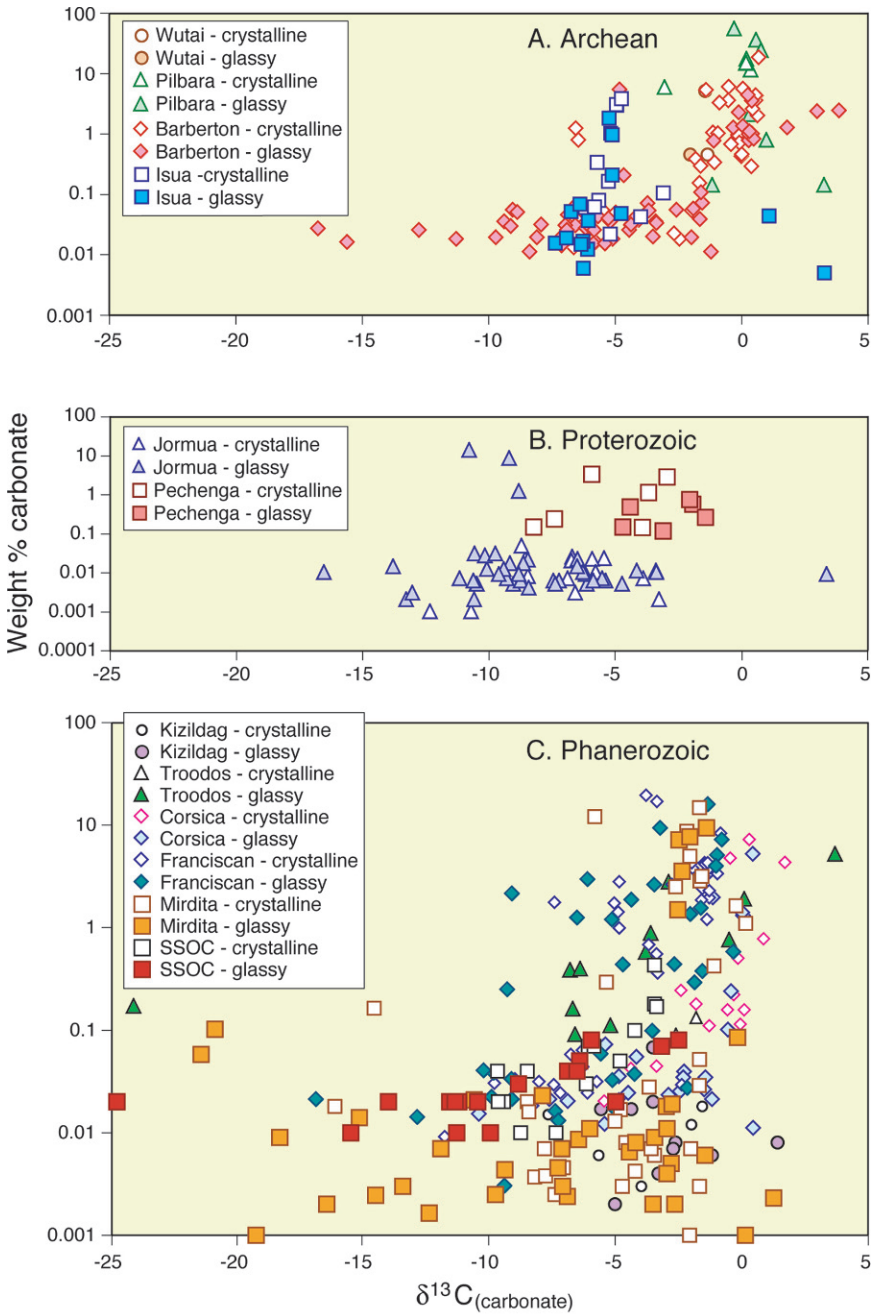 A. Archean
Wutai - crystalline
Wutai - glassy
Pilbara - crystalline
Pilbara - glassy
Barberton - crystalline
Barberton - glassy
Isua -crystalline
Isua - glassy
100
10
1
0.1
0.01
0.001
-25 -20 -15 -10 -5 0 5
B. Proterozoic
Jormua - crystalline
Jormua - glassy
Pechenga - crystalline
Pechenga - glassy
100
10
1
0.1
0.01
0.001
0.0001
-25 -20 -15 -10 -5 0 5
Weight % carbonate
C. Phanerozoic
Kizildag - crystalline
Kizildag - glassy
Troodos - crystalline
Troodos - glassy
Corsica - crystalline
Corsica - glassy
Franciscan - crystalline
Franciscan - glassy
Mirdita - crystalline
Mirdita - glassy
SSOC - crystalline
SSOC - glassy
100
10
1
0.1
0.01
0.001
-25 -20 -15 -10 -5 0 5
δ¹³C(carbonate)